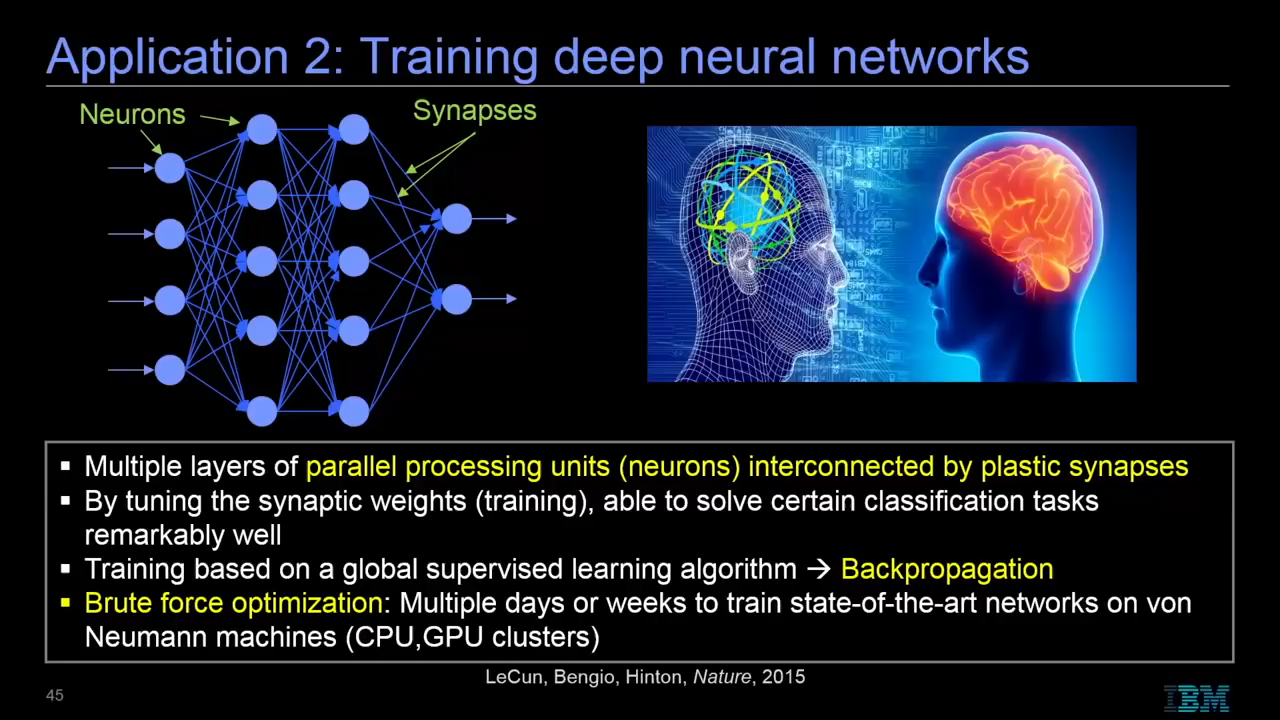 Application 2: Training deep neural networks
Neurons
Synapses
▪ Multiple layers of parallel processing units (neurons) interconnected by plastic synapses
▪ By tuning the synaptic weights (training), able to solve certain classification tasks
remarkably well
▪ Training based on a global supervised learning algorithm → Backpropagation
▪ Brute force optimization: Multiple days or weeks to train state-of-the-art networks on von
Neumann machines (CPU,GPU clusters)
LeCun, Bengio, Hinton, Nature, 2015
45
IBM